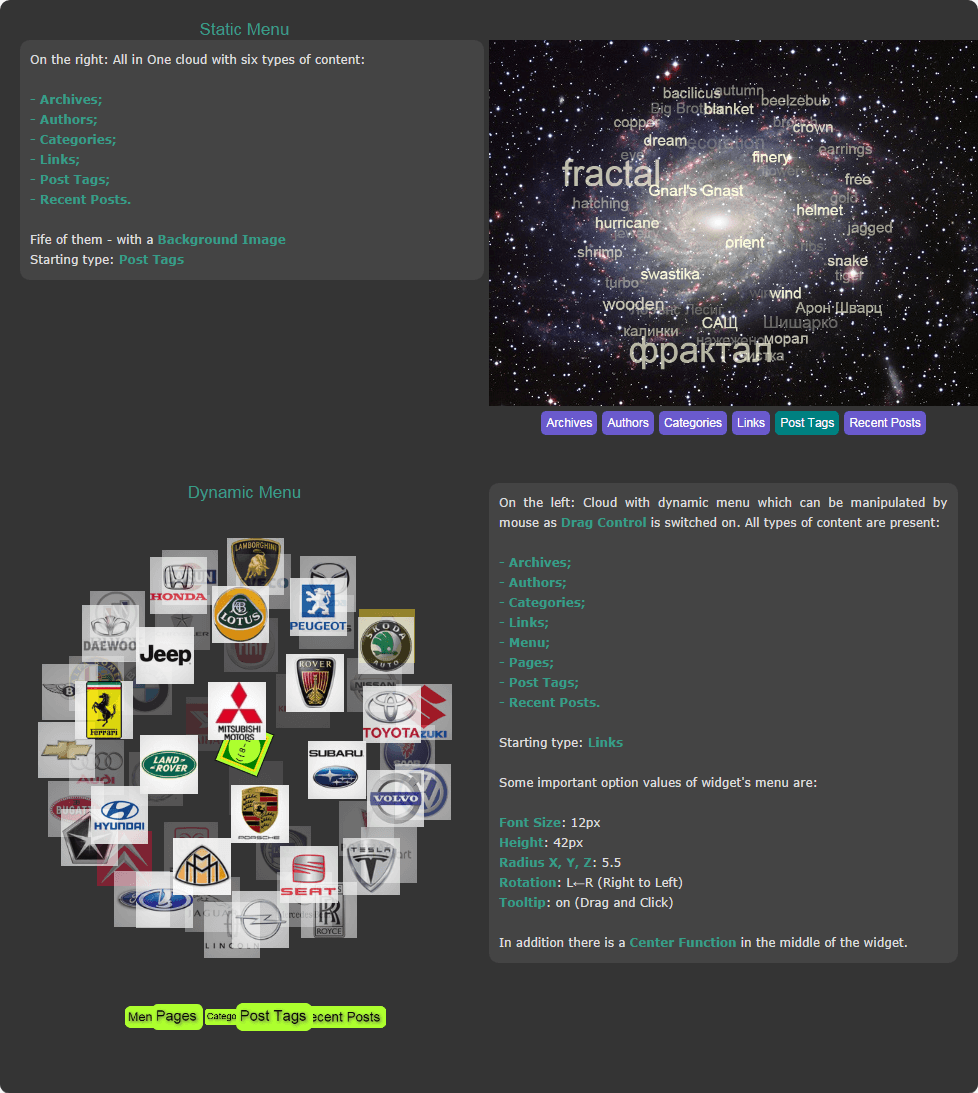 Static Menu
On the right: All in One cloud with six types of content:
- Archives;
- Authors;
- Categories;
- Links;
- Post Tags;
- Recent Posts.
Fife of them - with a Background Image
Starting type: Post Tags
bacilicus
autumn
beelzebub
Big Brother
blanket
copper
crown
dream
earrings
eye
finery
fractal
Gnarl's Gnast
free
gold
hatching
helmet
hurricane
jagged
jewelry
orient
ribs
shrimp
snake
swastika
tiger
turbo
wind
wooden
Арон Шварц
САЩ
Шишарко
калинки
морал
фрактал
Archives
Authors
Categories
Links
Post Tags
Recent Posts
Dynamic Menu
On the left: Cloud with dynamic menu which can be manipulated by
mouse as Drag Control is switched on. All types of content are present:
- Archives;
- Authors;
- Categories;
- Links;
- Menu;
- Pages;
- Post Tags;
- Recent Posts.
Starting type: Links
Some important option values of widget's menu are:
Font Size: 12px
Height: 42px
Radius X, Y, Z: 5.5
Rotation: L←R (Right to Left)
Tooltip: on (Drag and Click)
In addition there is a Center Function in the middle of the widget.
LAMBORGHINI
HONDA
LOTUS
PEUGEOT
DAEWOO
Jeep
SKODA
AUTO
ROVER
Ferrari
MITSUBISHI
MOTORS
TOYOTA
NISSAN
SAAB
LAND-
ROVER
SUBARU
AUDI
VOLVO
BUGATTI
HYUNDAI
PORSCHE
TESLA
SEAT
JAGUAR
LINCOLN
ROYCE
Men
Pages
Catego
Post Tags
ecent Posts